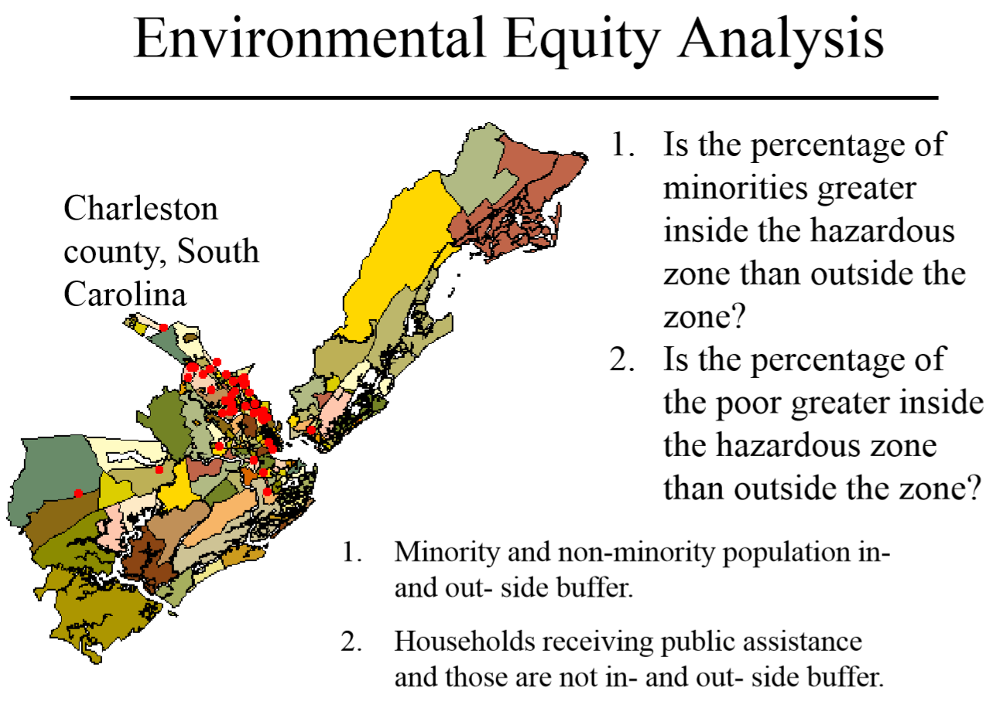 Environmental Equity Analysis
Charleston
county, South
Carolina
1. Is the percentage of
minorities greater
inside the hazardous
zone than outside the
zone?
2. Is the percentage of
the poor greater inside
the hazardous zone
than outside the zone?
1. Minority and non-minority population in-
and out- side buffer.
2. Households receiving public assistance
and those are not in- and out- side buffer.